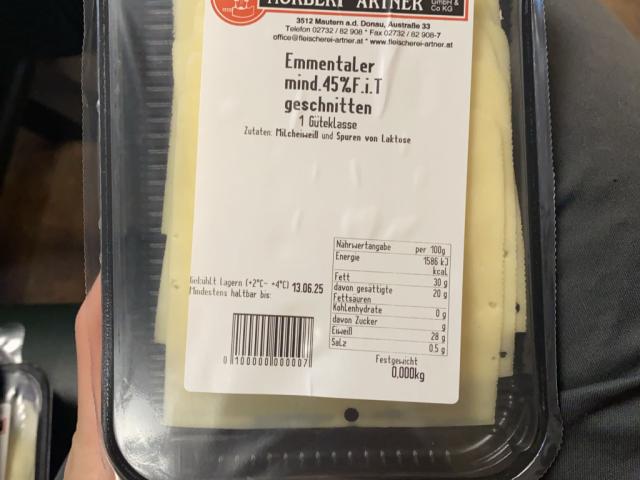 NORBERT ARTNER GmbH & Co KG
3512 Mautern a.d. Donau, Austraße 33
Telefon 02732 / 82 908 * Fax 02732 / 82 908-7
office@fleischerei-artner.at * www.fleischerei-artner.at
Emmentaler
mind.45%F.i.T
geschnitten
1 Güteklasse
Zutaten: Milcheiweiß und Spuren von Laktose
Nährwertangabe per 100g
Energie 1586 kJ
kcal
Fett 30 g
davon gesättigte 20 g
Fettsäuren
Kohlenhydrate 0 g
davon Zucker g
Eiweiß 28 g
Salz 0.5 g
Gekühlt lagern (+2°C- +4°C) 13.06.25
Mindestens haltbar bis:
0 100000 000007
Festgewicht
0,000kg